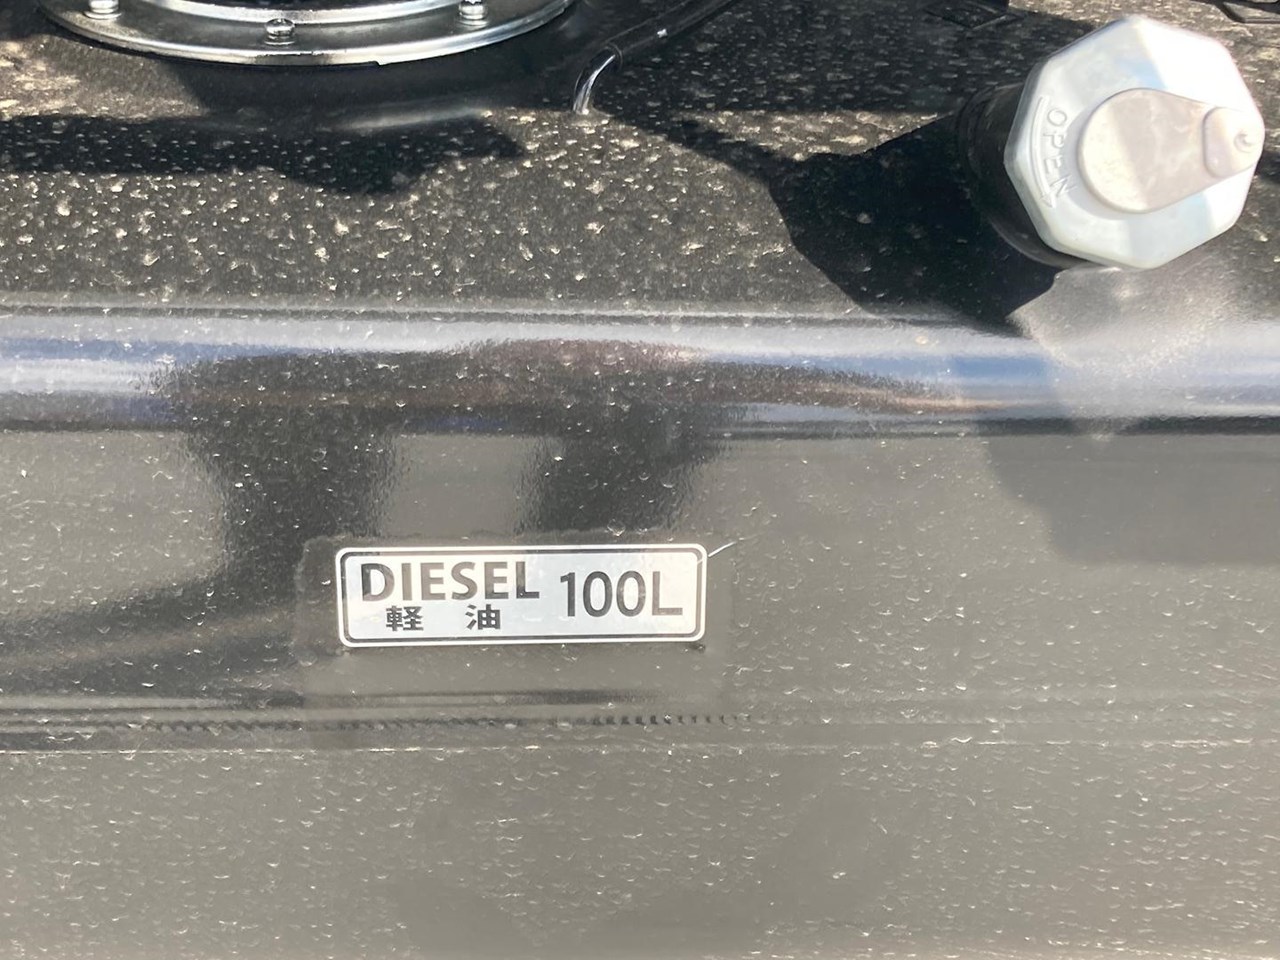 OPEN
DIESEL 100L
軽 油